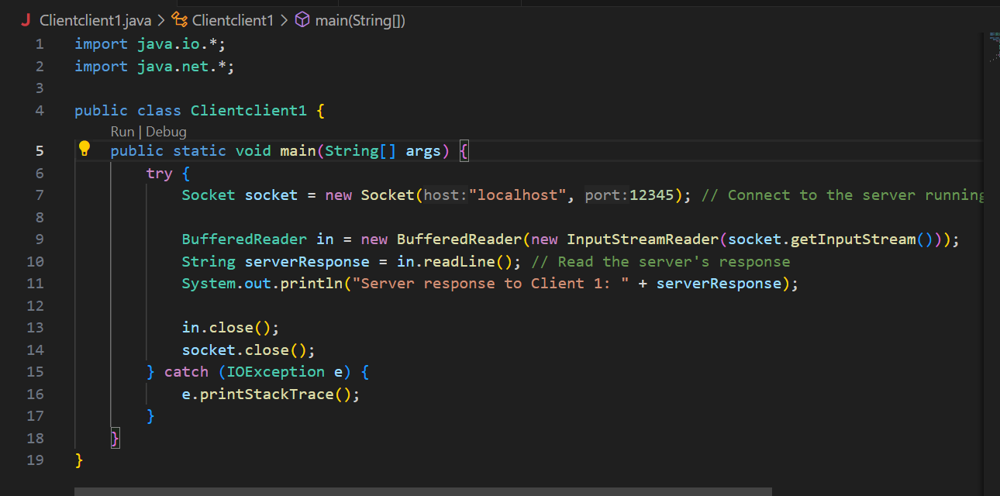 Clientclient1.java > Clientclient1 > main(String[])
1 import java.io.*;
2 import java.net.*;
3
4 public class Clientclient1 {
Run | Debug
5 public static void main(String[] args) {
6 try {
7 Socket socket = new Socket(host:"localhost", port:12345); // Connect to the server running
8
9 BufferedReader in = new BufferedReader(new InputStreamReader(socket.getInputStream()));
10 String serverResponse = in.readLine(); // Read the server's response
11 System.out.println("Server response to Client 1: " + serverResponse);
12
13 in.close();
14 socket.close();
15 } catch (IOException e) {
16 e.printStackTrace();
17 }
18 }
19 }